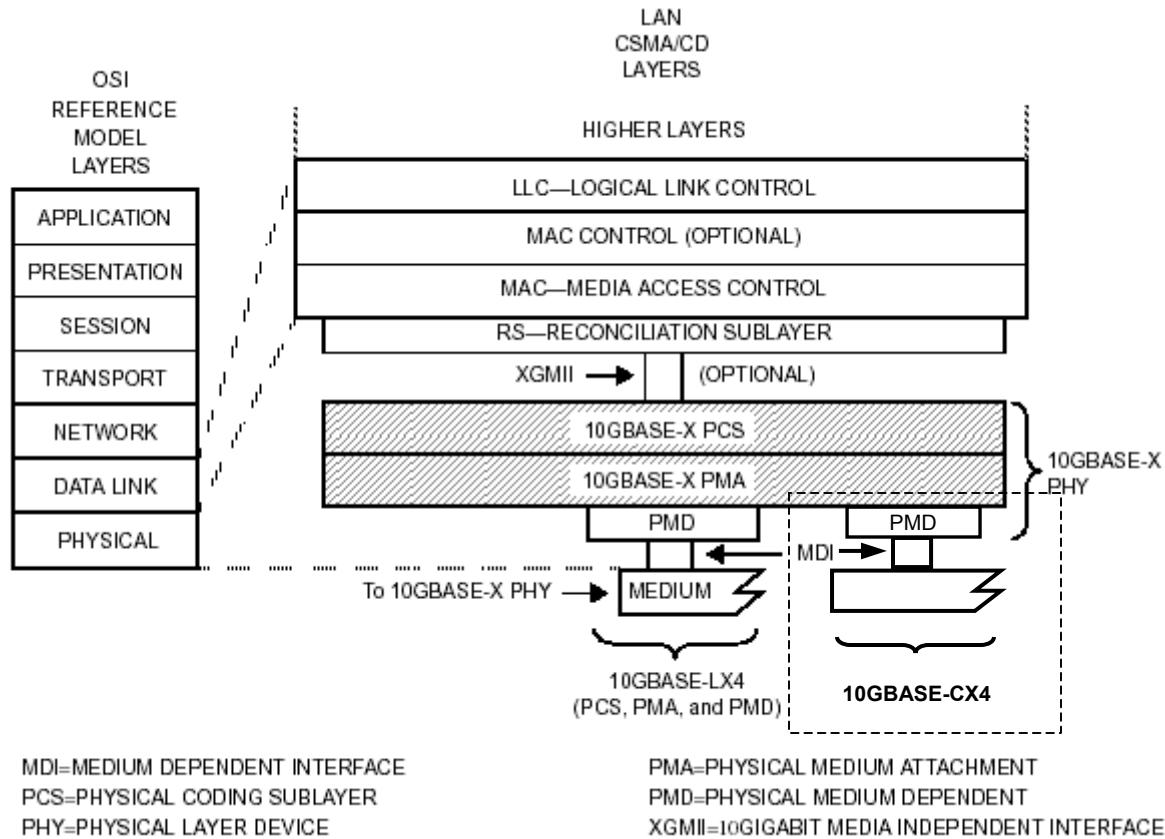 LAN
CSMA/CD
LAYERS
OSI
REFERENCE
MODEL
LAYERS
HIGHER LAYERS
LLC—LOGICAL LINK CONTROL
MAC CONTROL (OPTIONAL)
MAC—MEDIA ACCESS CONTROL
RS—RECONCILIATION SUBLAYER
APPLICATION
PRESENTATION
SESSION
TRANSPORT
NETWORK
DATA LINK
PHYSICAL
XGMII
(OPTIONAL)
10GBASE-X PCS
10GBASE-X PMA
10GBASE-X
PHY
PMD
PMD
MDI
To 10GBASE-X PHY
MEDIUM
10GBASE-LX4
(PCS, PMA, and PMD)
10GBASE-CX4
MDI=MEDIUM DEPENDENT INTERFACE
PCS=PHYSICAL CODING SUBLAYER
PHY=PHYSICAL LAYER DEVICE
PMA=PHYSICAL MEDIUM ATTACHMENT
PMD=PHYSICAL MEDIUM DEPENDENT
XGMII=10GIGABIT MEDIA INDEPENDENT INTERFACE